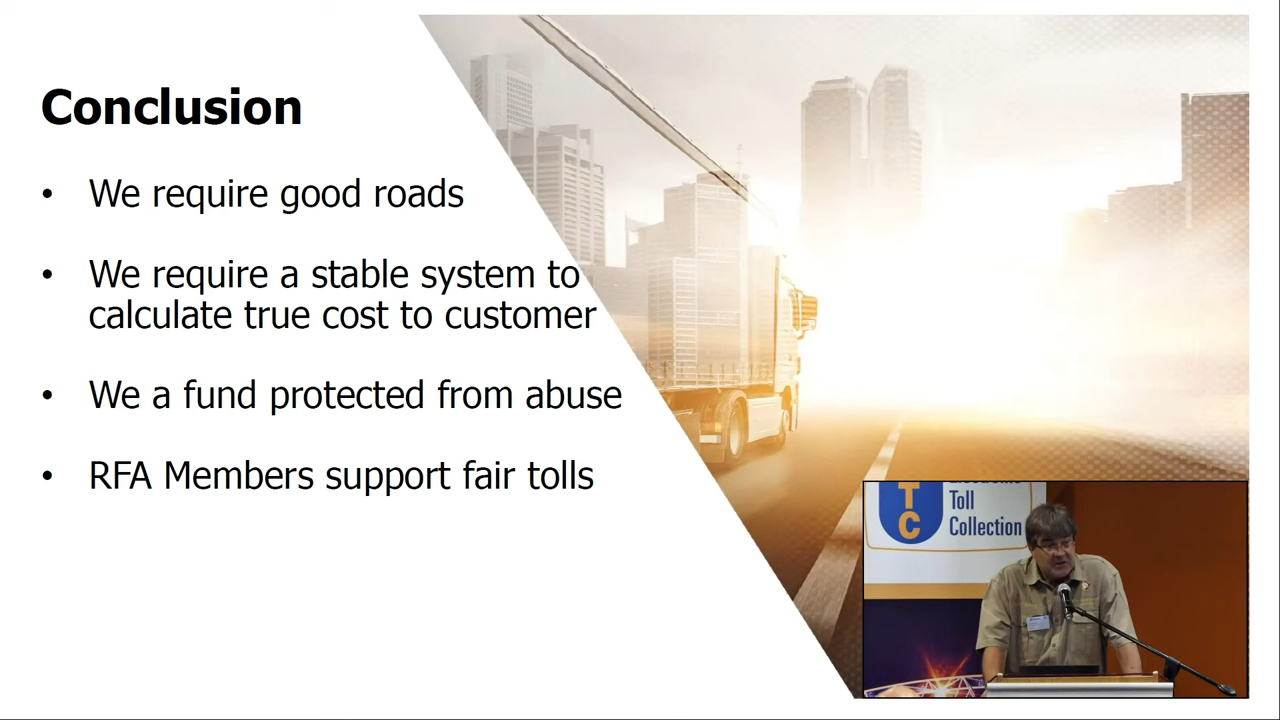 Conclusion
• We require good roads
• We require a stable system to
calculate true cost to customer
• We a fund protected from abuse
• RFA Members support fair tolls
T
C
Toll
Collection